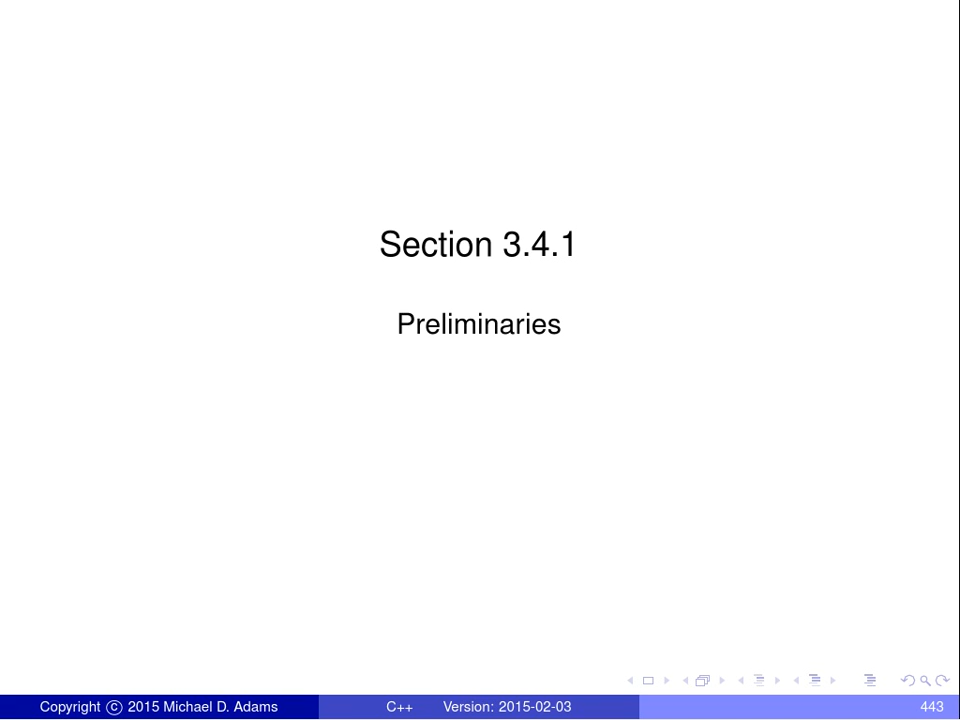 Section 3.4.1
Preliminaries
Copyright ⓒ 2015 Michael D. Adams C++ Version: 2015-02-03 443